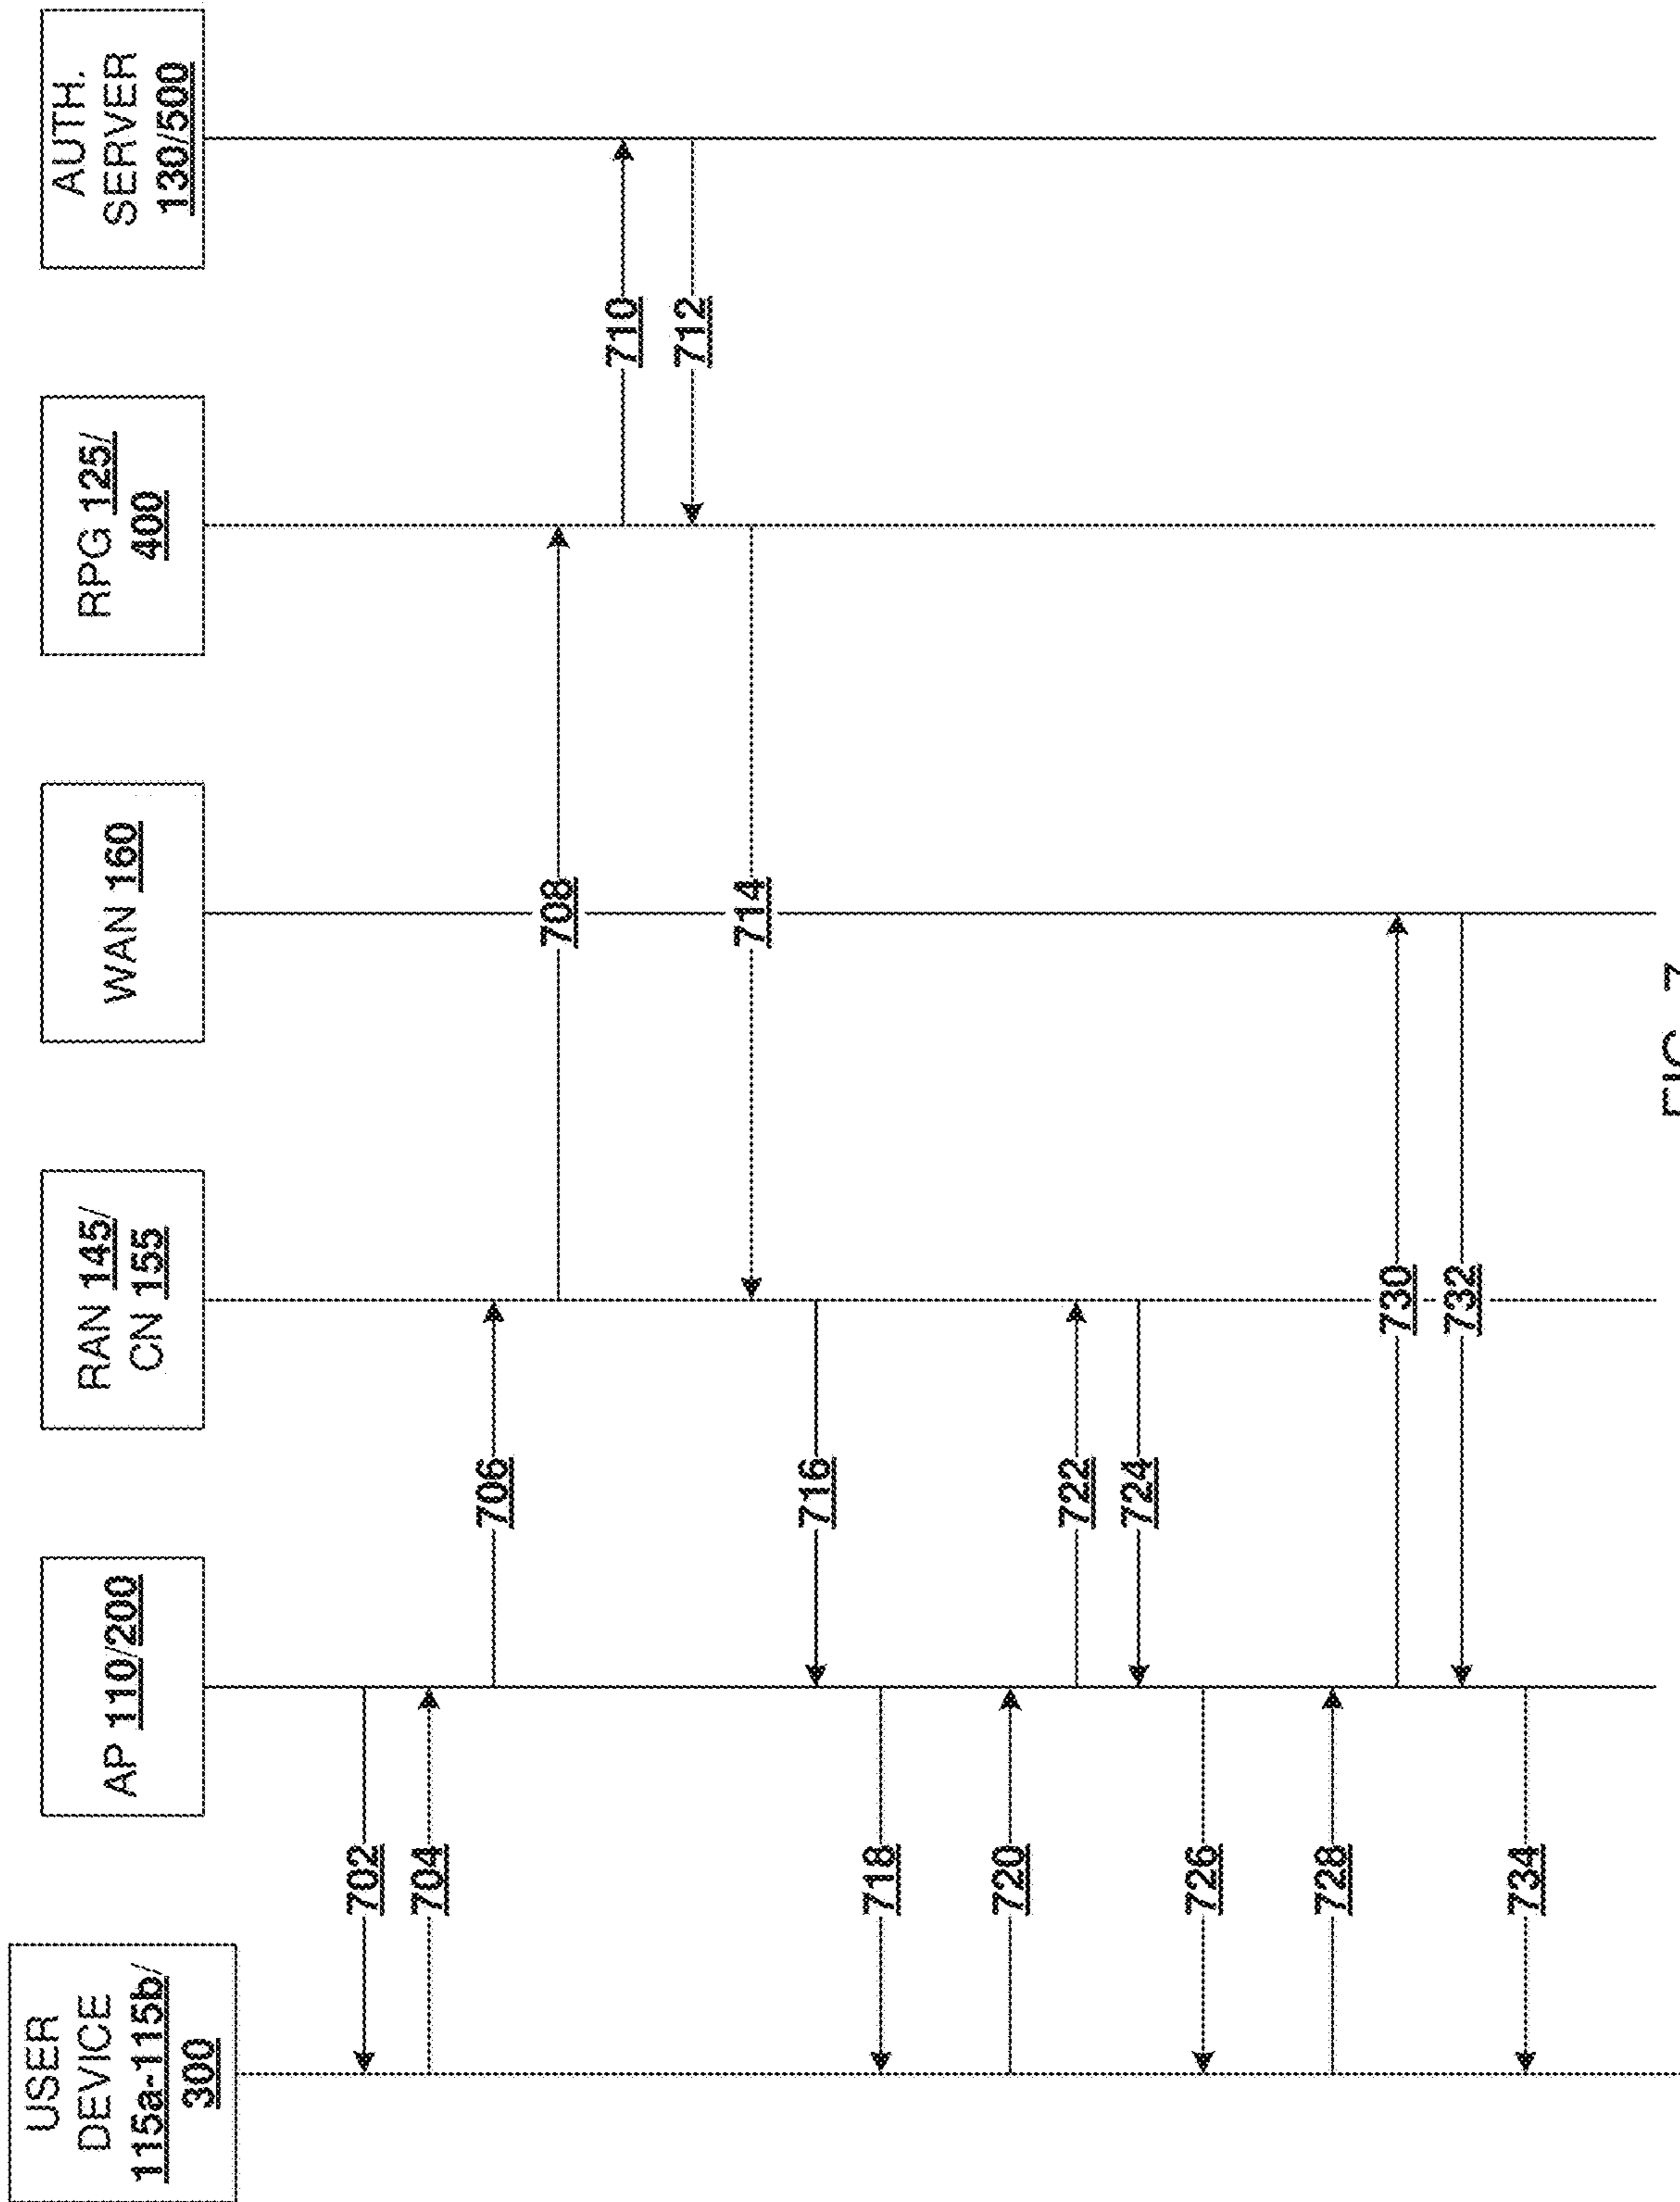 USER
DEVICE
115a-115b/
300
AP 110/200
RAN 145/
CN 155
WAN 160
RPG 125/
400
AUTH.
SERVER
130/500
702
704
706
708
710
712
714
716
718
720
722
724
726
728
730
732
734
FIG. 7